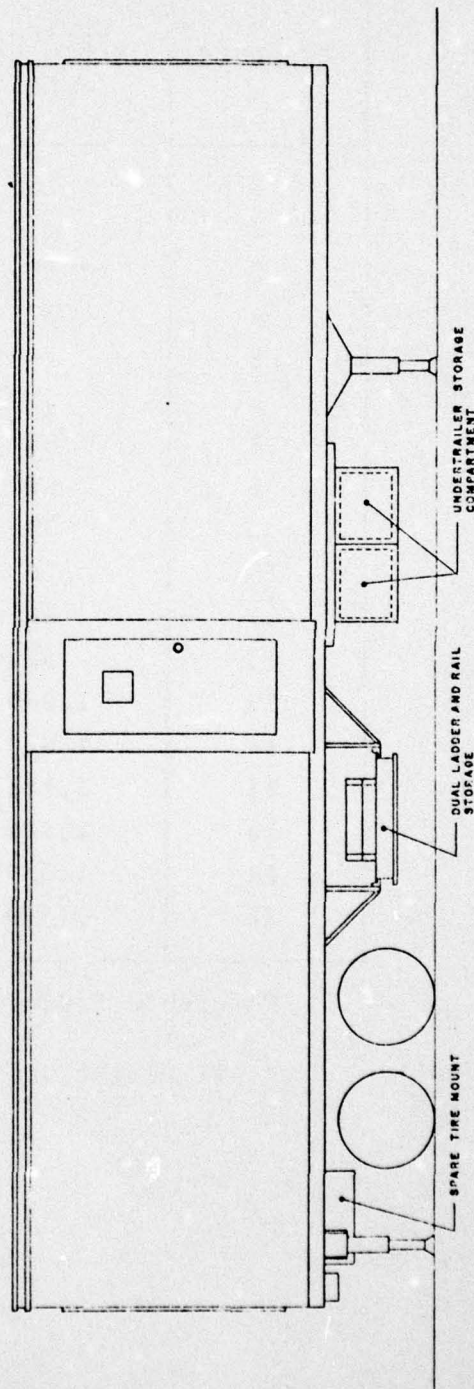 SPARE TIRE MOUNT
DUAL LADDER AND RAIL
STORAGE
UNDERTRAILER STORAGE
COMPARTMENT